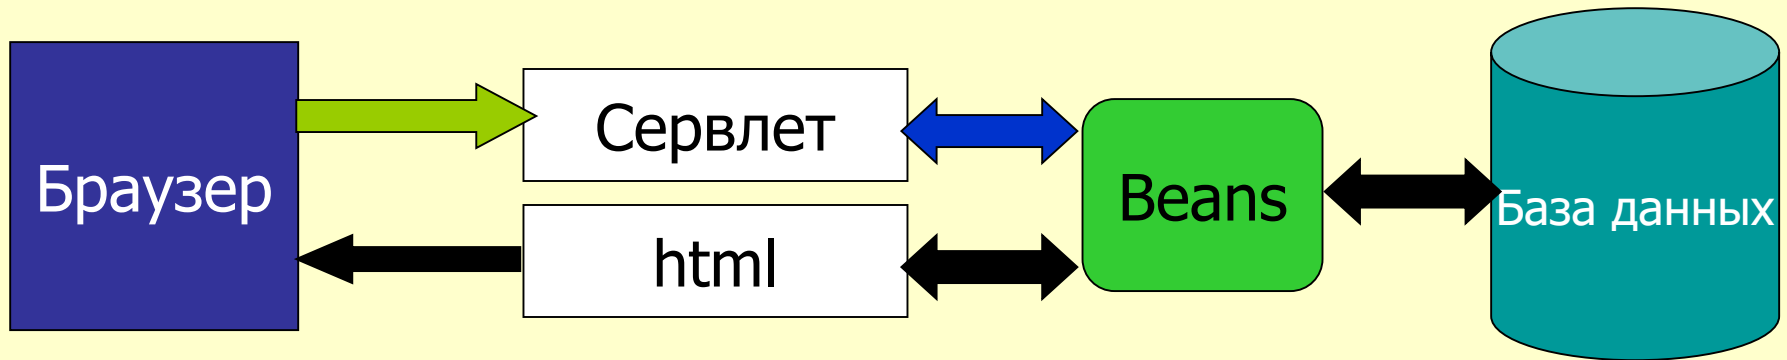 Браузер
Сервлет
html
Beans
База данных